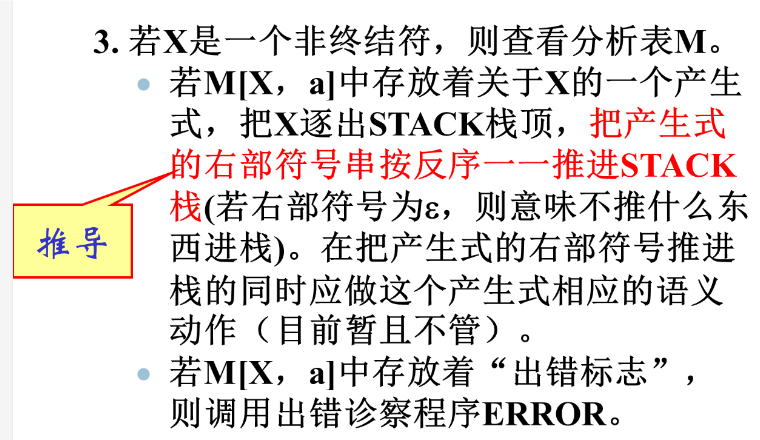 3. 若X是一个非终结符，则查看分析表M。
若M[X，a]中存放着关于X的一个产生
式，把X逐出STACK栈顶，把产生式
的右部符号串按反序一一推进STACK
栈(若右部符号为ε，则意味不推什么东
西进栈)。在把产生式的右部符号推进
栈的同时应做这个产生式相应的语义
动作（目前暂且不管）。
若M[X，a]中存放着“出错标志”，
则调用出错诊察程序ERROR。
推导